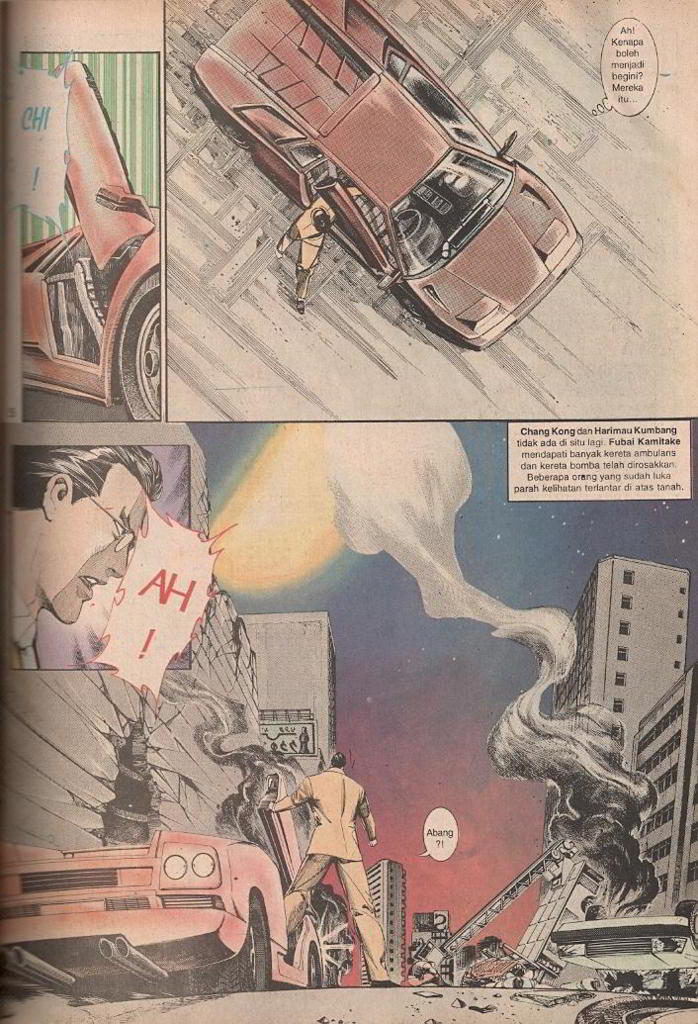 CHI
!
Ah!
Kenapa
boleh
menjadi
begini?
Mereka
itu...
Chang Kong dan Harimau Kumbang
tidak ada di situ lagi. Fubai Kamitake
mendapati banyak kereta ambulans
dan kereta bomba telah dirosakkan.
Beberapa orang yang sudah luka
parah kelihatan terlantar di atas tanah.
AH
!
Abang
?!